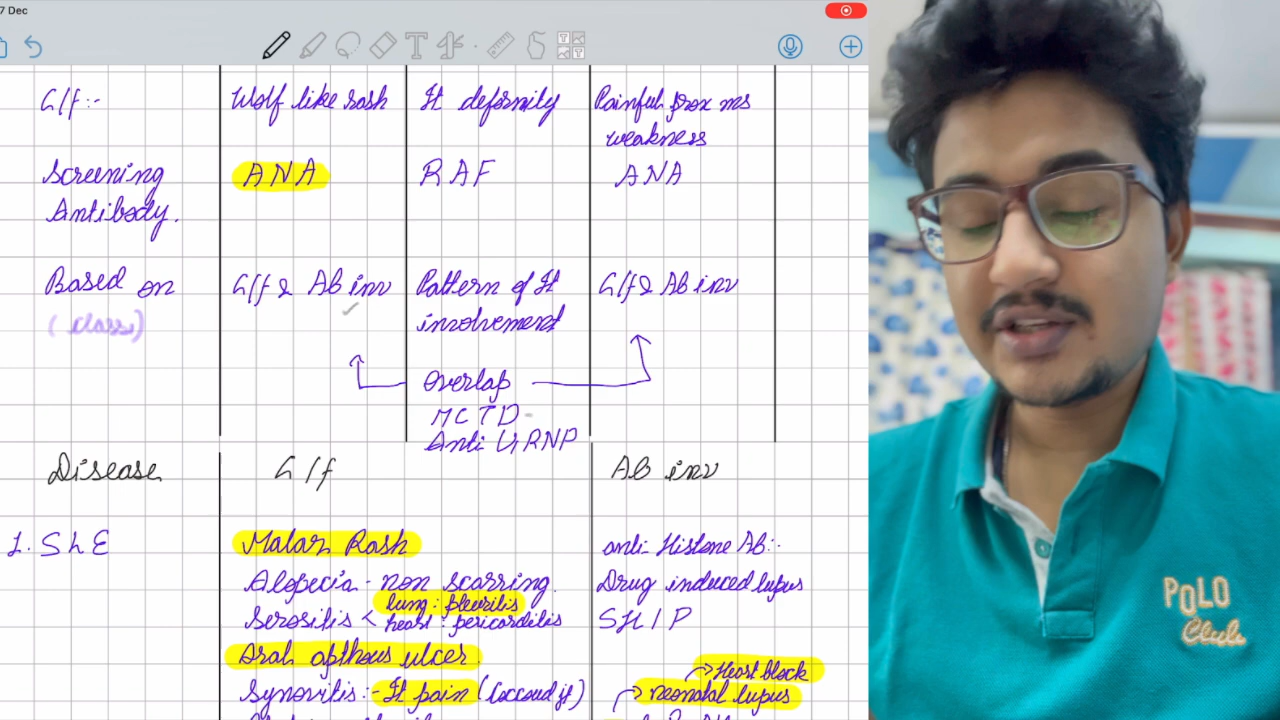 7 Dec
C/f:-
Wolf like rash
Jt deformity
Painful prox ms
weakness
Screening
Antibody.
ANA
RAF
ANA
Based on
(class)
C/f & AB inv
Pattern of Jt
involvement
C/f & AB inv
Overlap
MCTD
Anti U1RNP
Disease
C/f
AB inv
1. SLE
Malar Rash
Alopecia - non scarring.
Serositis < lung: pleuritis
heart: pericarditis
Oral apthous ulcer.
Synovitis:- Jt pain (Jaccoud jt)
anti Histone Ab:-
Drug induced lupus
SHIP
→Heart block
→neonatal lupus
POLO
Club